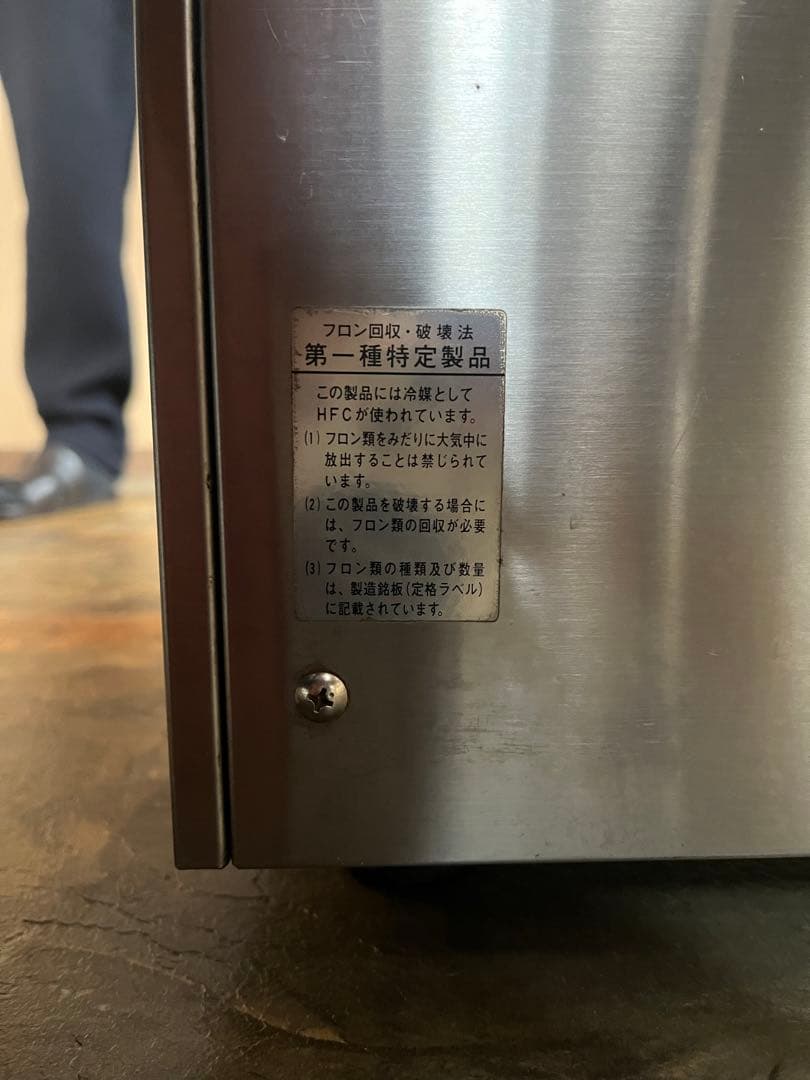 フロン回収・破壊法
第一種特定製品
この製品には冷媒として
HFCが使われています。
(1) フロン類をみだりに大気中に
放出することは禁じられて
います。
(2) この製品を破壊する場合に
は、フロン類の回収が必要
です。
(3) フロン類の種類及び数量
は、製造銘板(定格ラベル)
に記載されています。